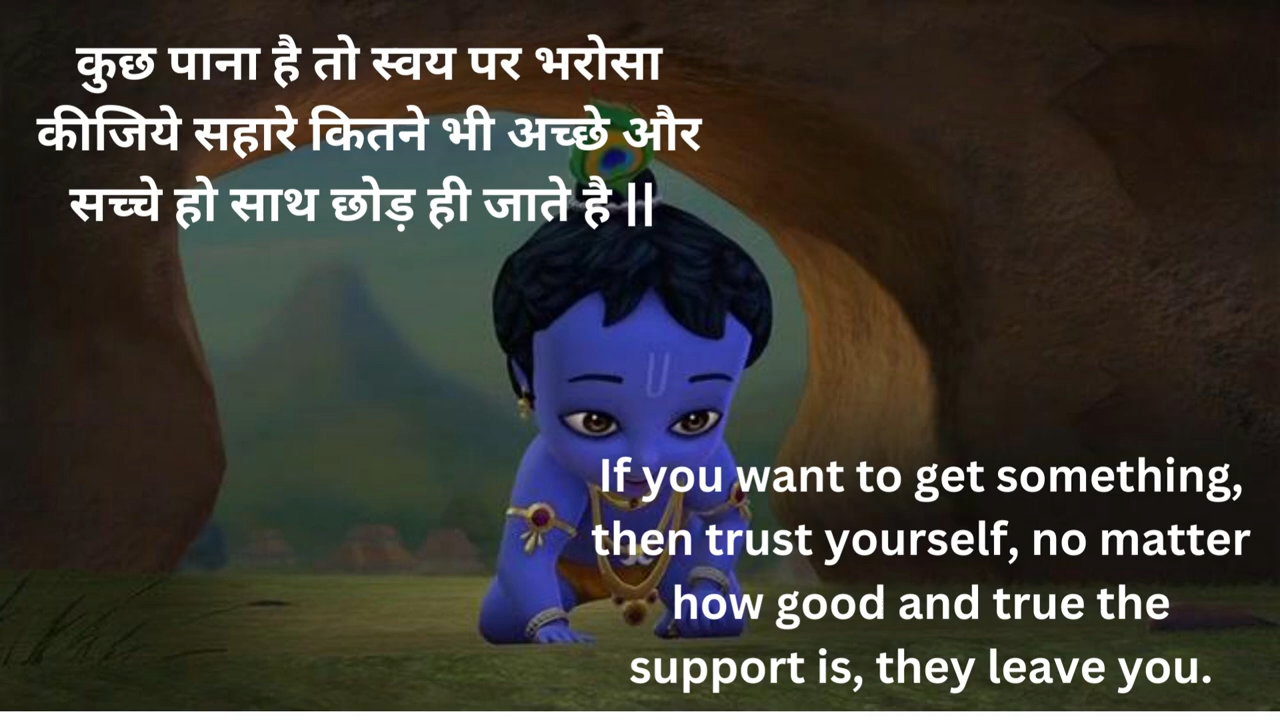 कुछ पाना है तो स्वय पर भरोसा
कीजिये सहारे कितने भी अच्छे और
सच्चे हो साथ छोड़ ही जाते है ||
If you want to get something,
then trust yourself, no matter
how good and true the
support is, they leave you.